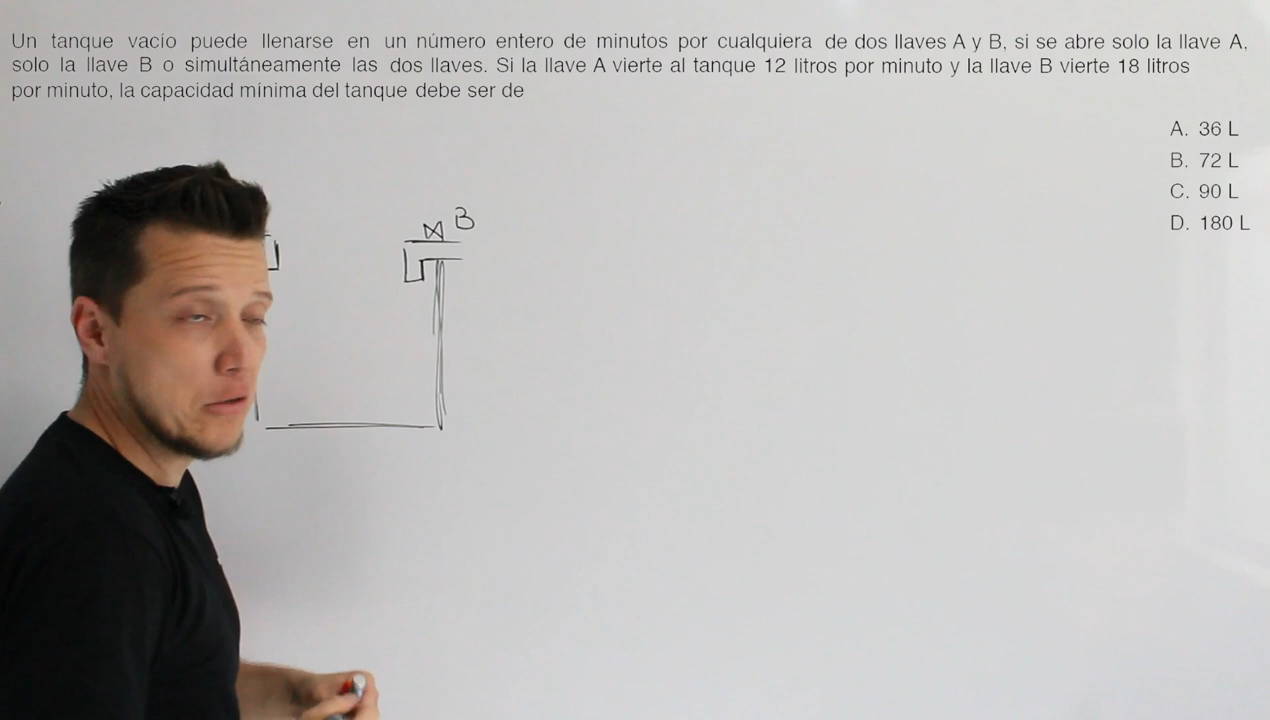 Un tanque vacío puede llenarse en un número entero de minutos por cualquiera de dos llaves A y B, si se abre solo la llave A,
solo la llave B o simultáneamente las dos llaves. Si la llave A vierte al tanque 12 litros por minuto y la llave B vierte 18 litros
por minuto, la capacidad mínima del tanque debe ser de
A. 36 L
B. 72 L
C. 90 L
D. 180 L
B